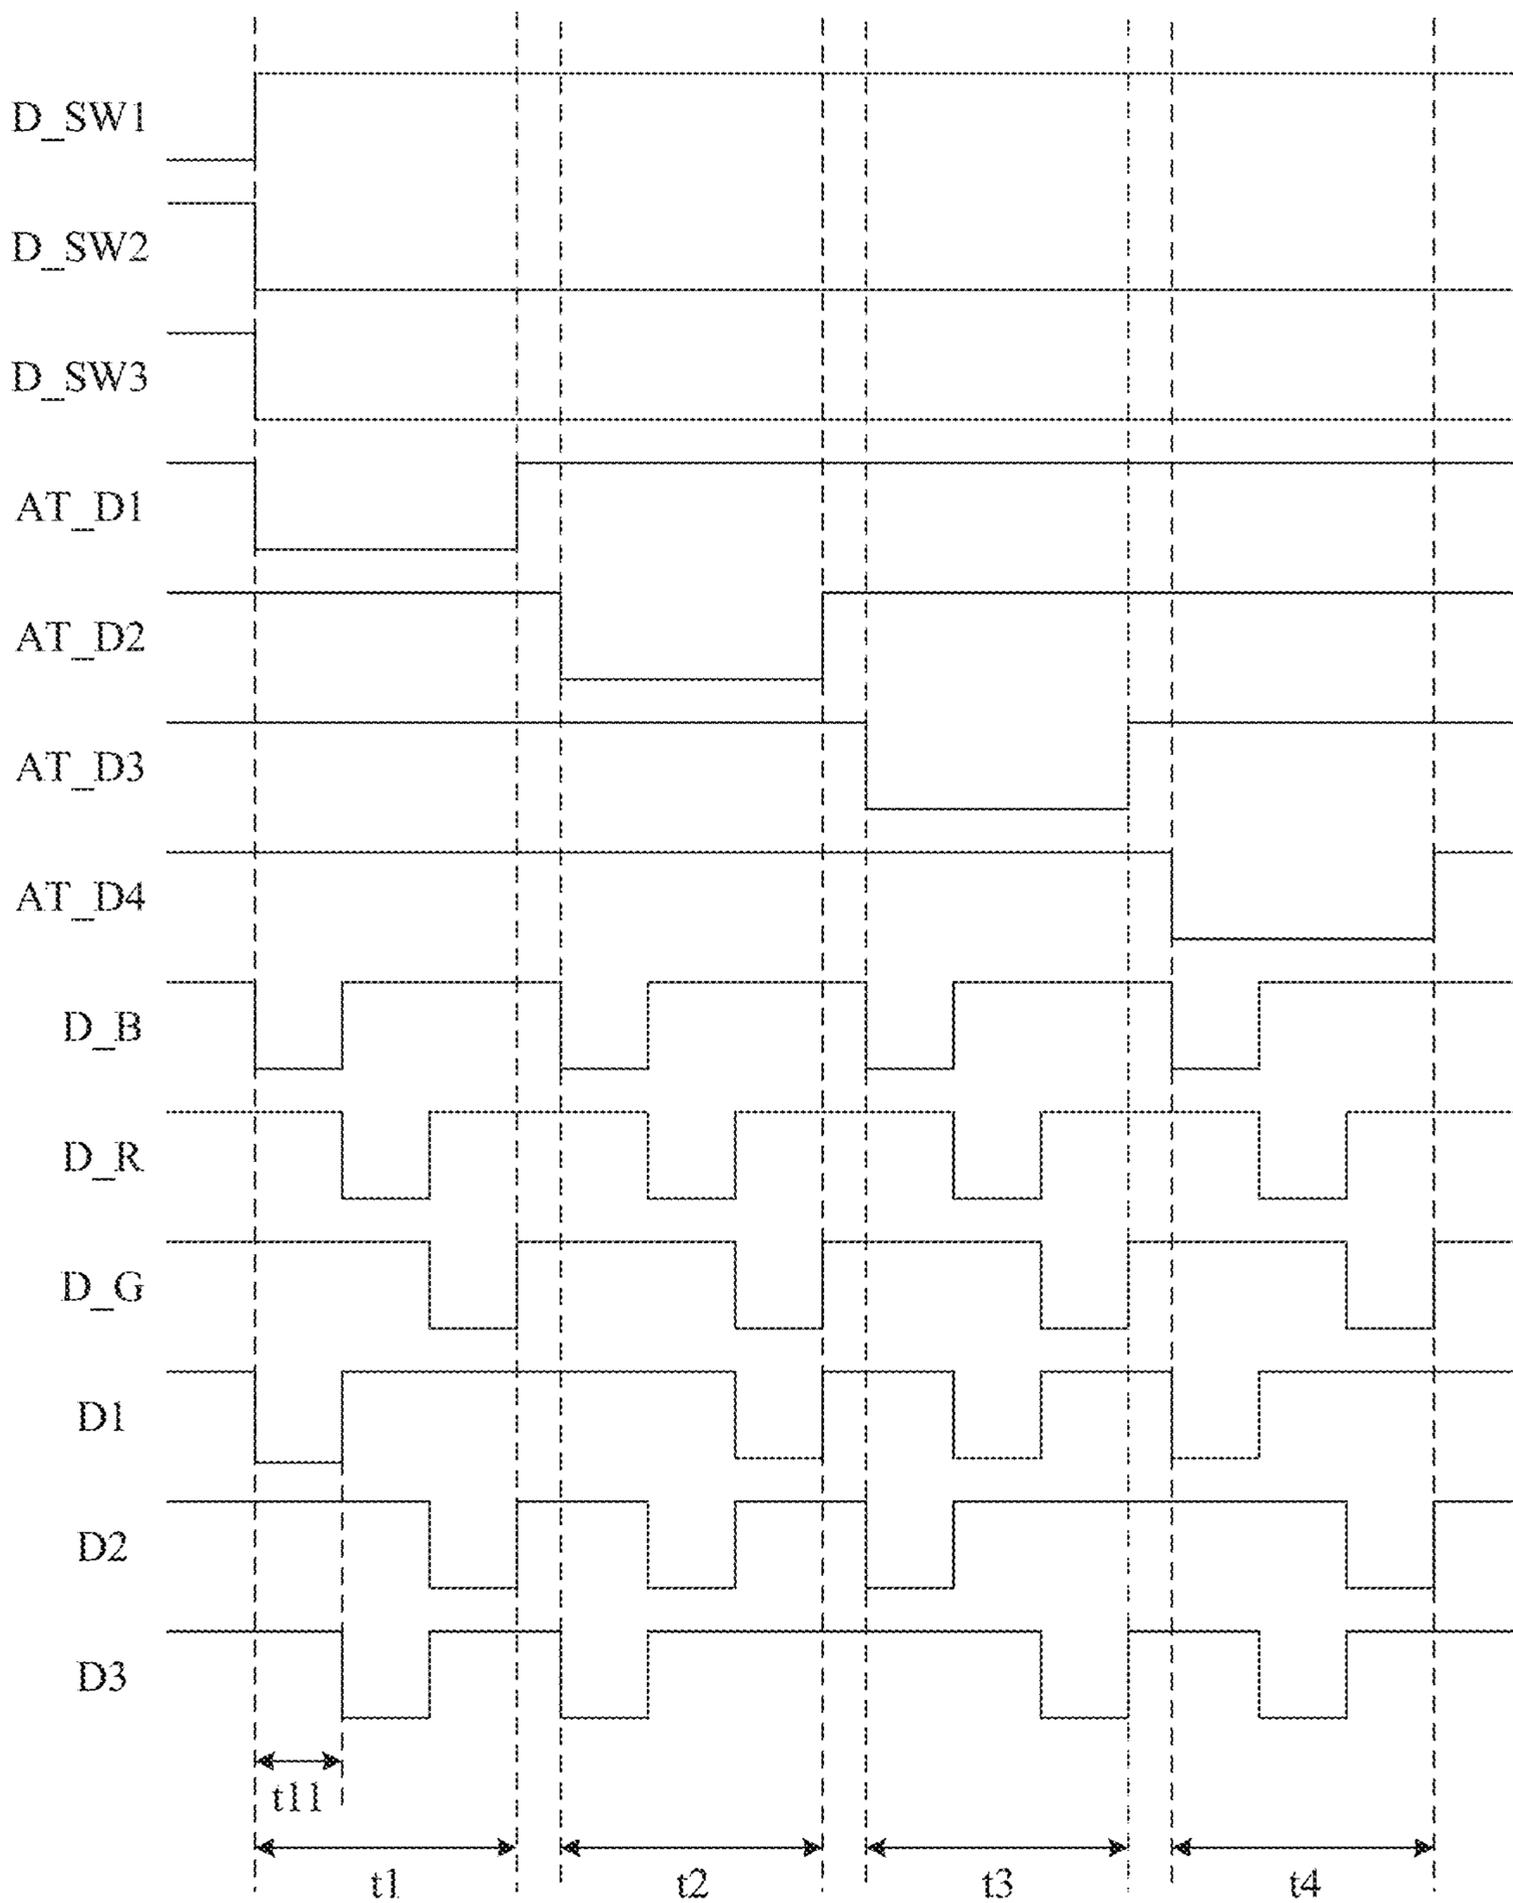 D_SW1
D_SW2
D_SW3
AT_D1
AT_D2
AT_D3
AT_D4
D_B
D_R
D_G
D1
D2
D3
t11
t1 t2 t3 t4